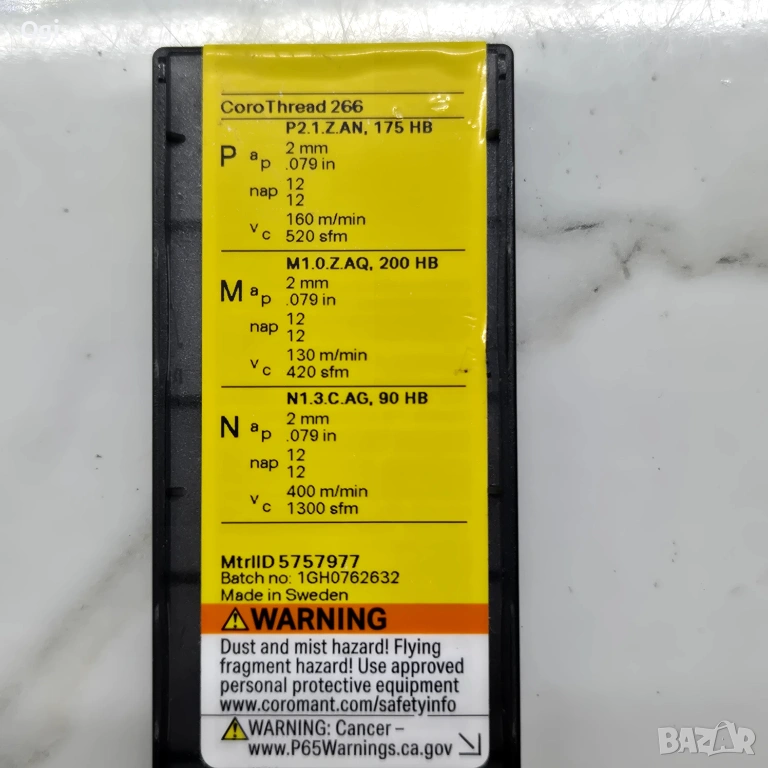 CoroThread 266
P2.1.Z.AN, 175 HB
P ap 2 mm
.079 in
nap 12
12
vc 160 m/min
520 sfm
M1.0.Z.AQ, 200 HB
M ap 2 mm
.079 in
nap 12
12
vc 130 m/min
420 sfm
N1.3.C.AG, 90 HB
N ap 2 mm
.079 in
nap 12
12
vc 400 m/min
1300 sfm
MtrlID 5757977
Batch no: 1GH0762632
Made in Sweden
⚠WARNING
Dust and mist hazard! Flying
fragment hazard! Use approved
personal protective equipment
www.coromant.com/safetyinfo
⚠WARNING: Cancer –
www.P65Warnings.ca.gov
BAZAR